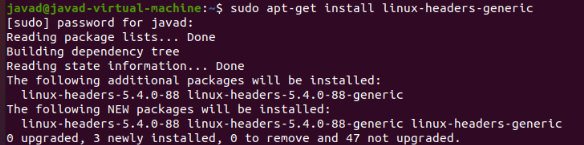 javad@javad-virtual-machine:~$ sudo apt-get install linux-headers-generic
[sudo] password for javad:
Reading package lists... Done
Building dependency tree
Reading state information... Done
The following additional packages will be installed:
  linux-headers-5.4.0-88 linux-headers-5.4.0-88-generic
The following NEW packages will be installed:
  linux-headers-5.4.0-88 linux-headers-5.4.0-88-generic linux-headers-generic
0 upgraded, 3 newly installed, 0 to remove and 47 not upgraded.